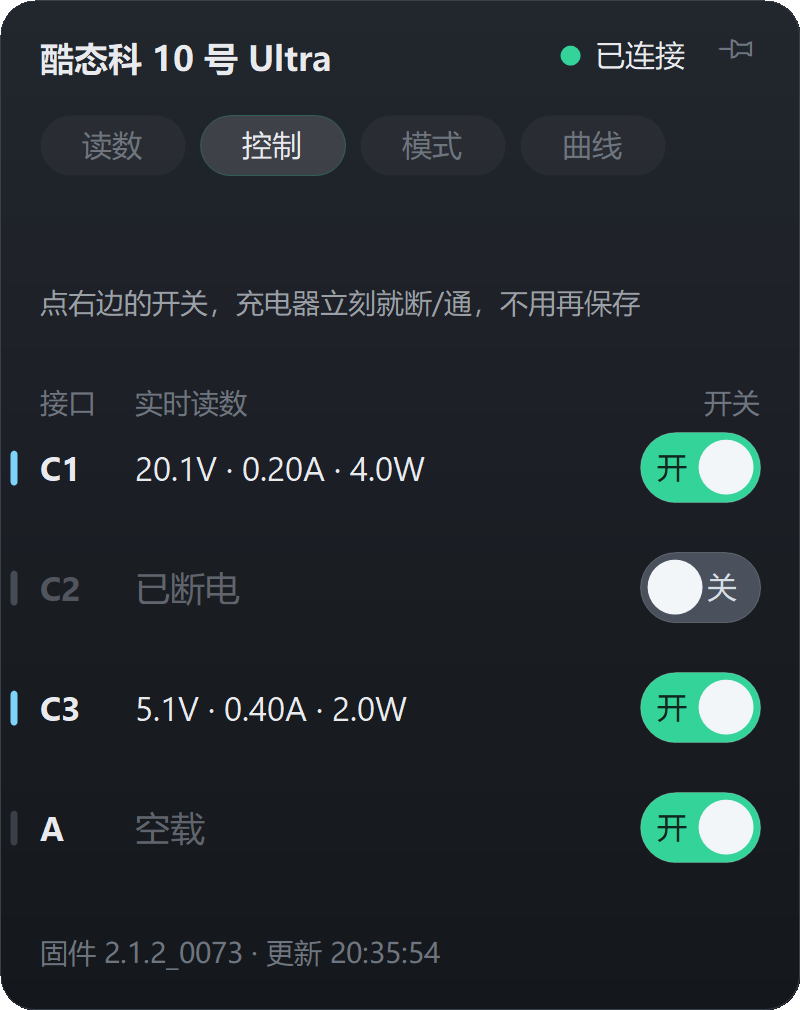 酷态科 10 号 Ultra 已连接
读数 控制 模式 曲线
点右边的开关，充电器立刻就断/通，不用再保存
接口 实时读数 开关
C1 20.1V · 0.20A · 4.0W 开
C2 已断电 关
C3 5.1V · 0.40A · 2.0W 开
A 空载 开
固件 2.1.2_0073 · 更新 20:35:54